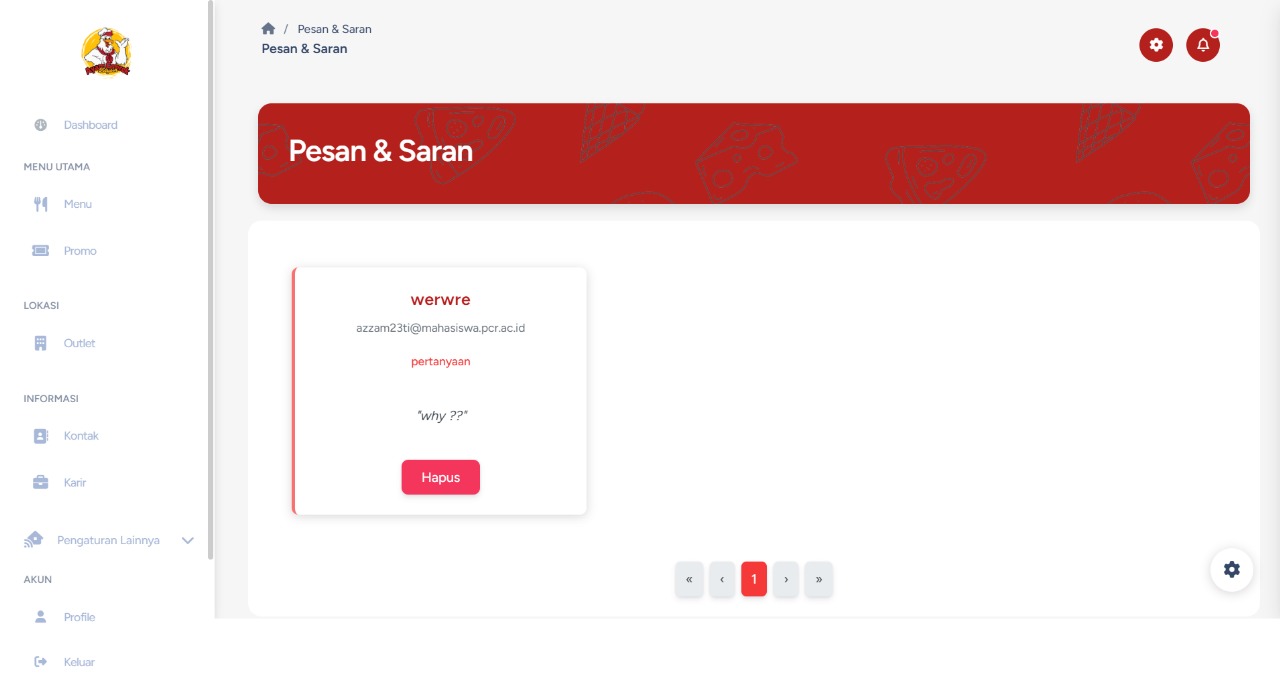 Pesan & Saran
Pesan & Saran
Dashboard
MENU UTAMA
Menu
Promo
LOKASI
Outlet
INFORMASI
Kontak
Karir
Pengaturan Lainnya
AKUN
Profile
Keluar
Pesan & Saran
werwre
azzam23ti@mahasiswa.pcr.ac.id
pertanyaan
"why ??"
Hapus
« ‹ 1 › »